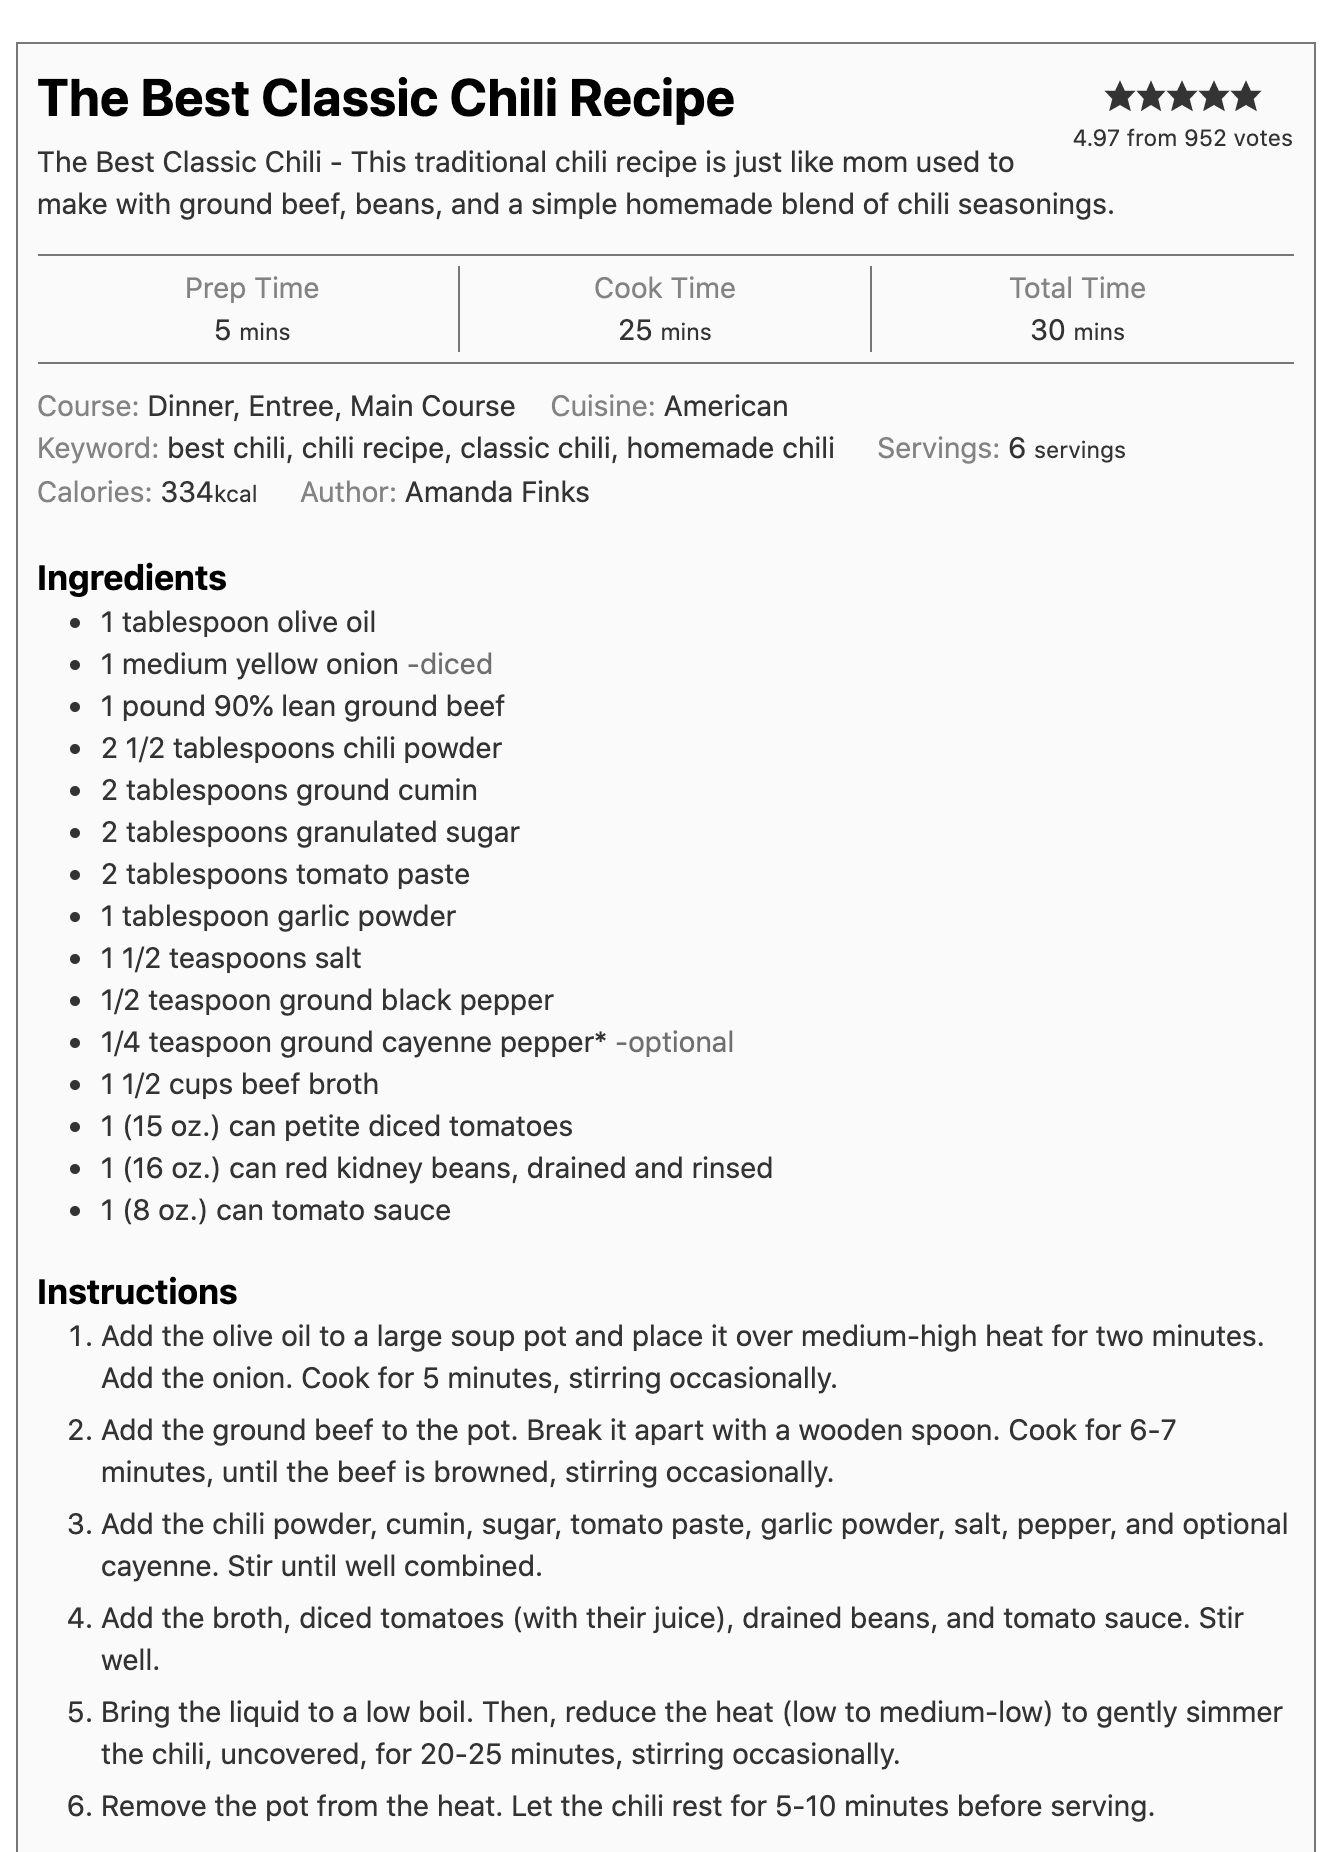 The Best Classic Chili Recipe
★★★★★
4.97 from 952 votes
The Best Classic Chili - This traditional chili recipe is just like mom used to
make with ground beef, beans, and a simple homemade blend of chili seasonings.
Prep Time
5 mins
Cook Time
25 mins
Total Time
30 mins
Course: Dinner, Entree, Main Course Cuisine: American
Keyword: best chili, chili recipe, classic chili, homemade chili Servings: 6 servings
Calories: 334kcal Author: Amanda Finks
Ingredients
• 1 tablespoon olive oil
• 1 medium yellow onion -diced
• 1 pound 90% lean ground beef
• 2 1/2 tablespoons chili powder
• 2 tablespoons ground cumin
• 2 tablespoons granulated sugar
• 2 tablespoons tomato paste
• 1 tablespoon garlic powder
• 1 1/2 teaspoons salt
• 1/2 teaspoon ground black pepper
• 1/4 teaspoon ground cayenne pepper* -optional
• 1 1/2 cups beef broth
• 1 (15 oz.) can petite diced tomatoes
• 1 (16 oz.) can red kidney beans, drained and rinsed
• 1 (8 oz.) can tomato sauce
Instructions
1. Add the olive oil to a large soup pot and place it over medium-high heat for two minutes.
Add the onion. Cook for 5 minutes, stirring occasionally.
2. Add the ground beef to the pot. Break it apart with a wooden spoon. Cook for 6-7
minutes, until the beef is browned, stirring occasionally.
3. Add the chili powder, cumin, sugar, tomato paste, garlic powder, salt, pepper, and optional
cayenne. Stir until well combined.
4. Add the broth, diced tomatoes (with their juice), drained beans, and tomato sauce. Stir
well.
5. Bring the liquid to a low boil. Then, reduce the heat (low to medium-low) to gently simmer
the chili, uncovered, for 20-25 minutes, stirring occasionally.
6. Remove the pot from the heat. Let the chili rest for 5-10 minutes before serving.